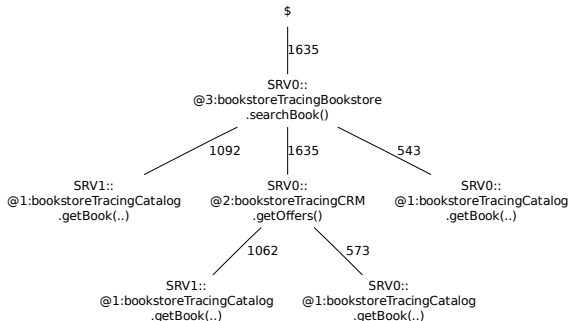 $
1635
SRV0::
@3:bookstoreTracingBookstore
.searchBook()
1092
1635
543
SRV1::
@1:bookstoreTracingCatalog
.getBook(..)
SRV0::
@2:bookstoreTracingCRM
.getOffers()
SRV0::
@1:bookstoreTracingCatalog
.getBook(..)
1062
573
SRV1::
@1:bookstoreTracingCatalog
.getBook(..)
SRV0::
@1:bookstoreTracingCatalog
.getBook(..)